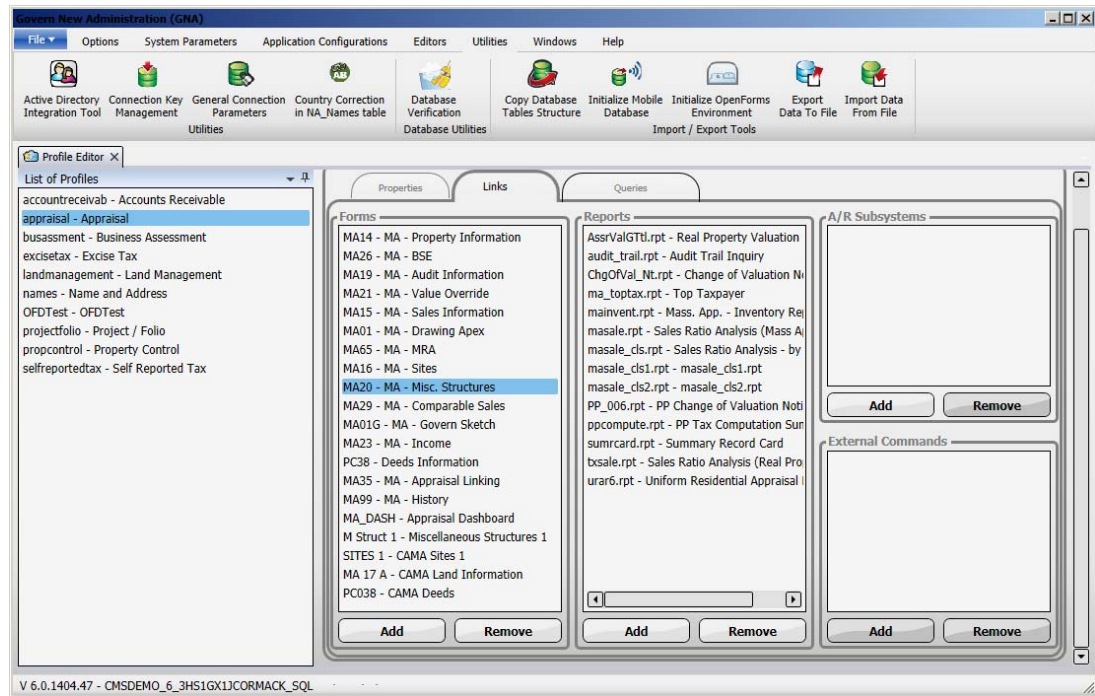 Govern New Administration (GNA)
File Options System Parameters Application Configurations Editors Utilities Windows Help
Active Directory Integration Tool
Connection Key Management
General Connection Parameters
Country Correction in NA_Names table
Utilities
Database Verification
Database Utilities
Copy Database Tables Structure
Initialize Mobile Database
Initialize OpenForms Environment
Export Data To File
Import Data From File
Import / Export Tools
Profile Editor X
List of Profiles
accountreceivab - Accounts Receivable
appraisal - Appraisal
busassment - Business Assessment
excisetax - Excise Tax
landmanagement - Land Management
names - Name and Address
OFDTest - OFDTest
projectfolio - Project / Folio
propcontrol - Property Control
selfreportedtax - Self Reported Tax
Properties
Links
Queries
Forms
MA14 - MA - Property Information
MA26 - MA - BSE
MA19 - MA - Audit Information
MA21 - MA - Value Override
MA15 - MA - Sales Information
MA01 - MA - Drawing Apex
MA65 - MA - MRA
MA16 - MA - Sites
MA20 - MA - Misc. Structures
MA29 - MA - Comparable Sales
MA01G - MA - Govern Sketch
MA23 - MA - Income
PC38 - Deeds Information
MA35 - MA - Appraisal Linking
MA99 - MA - History
MA_DASH - Appraisal Dashboard
M Struct 1 - Miscellaneous Structures 1
SITES 1 - CAMA Sites 1
MA 17 A - CAMA Land Information
PC038 - CAMA Deeds
Add Remove
Reports
AssrValGTtl.rpt - Real Property Valuation
audit_trail.rpt - Audit Trail Inquiry
ChgOfVal_Nt.rpt - Change of Valuation
ma_toptax.rpt - Top Taxpayer
mainvent.rpt - Mass. App. - Inventory
masale.rpt - Sales Ratio Analysis (Mass
masale_cls.rpt - Sales Ratio Analysis - by
masale_cls1.rpt - masale_cls1.rpt
masale_cls2.rpt - masale_cls2.rpt
PP_006.rpt - PP Change of Valuation Noti
ppcompute.rpt - PP Tax Computation
sumrcard.rpt - Summary Record Card
txsale.rpt - Sales Ratio Analysis (Real
urar6.rpt - Uniform Residential Appraisal
Add Remove
A/R Subsystems
Add Remove
External Commands
Add Remove
V 6.0.1404.47 - CMSDEMO_6_3HS1GX1JCORMACK_SQL